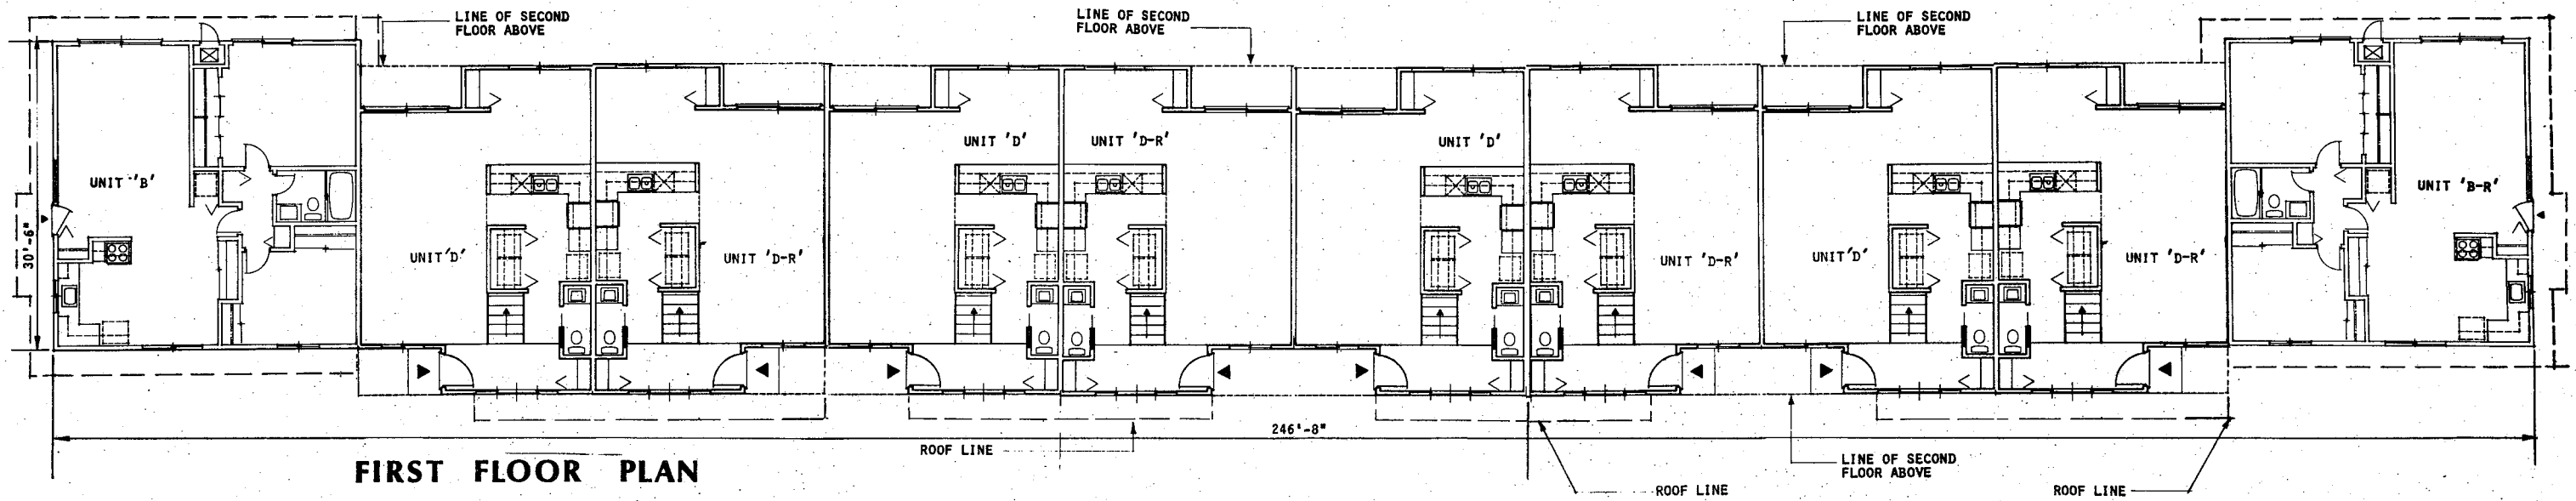 LINE OF SECOND
FLOOR ABOVE
LINE OF SECOND
FLOOR ABOVE
LINE OF SECOND
FLOOR ABOVE
UNIT 'B'
UNIT 'D'
UNIT 'D-R'
UNIT 'D'
UNIT 'D-R'
UNIT 'D'
UNIT 'D-R'
UNIT 'D'
UNIT 'D-R'
UNIT 'B-R'
30'-6"
246'-8"
ROOF LINE
LINE OF SECOND
FLOOR ABOVE
FIRST FLOOR PLAN
ROOF LINE
ROOF LINE